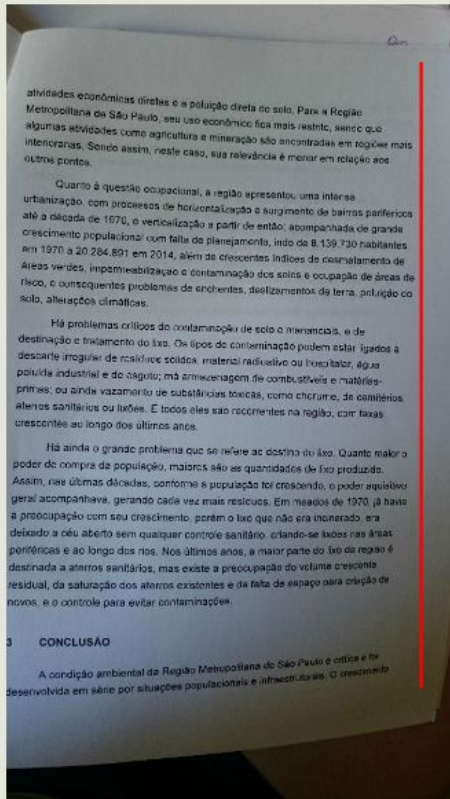 atividades econômicas diretas e a poluição direta do solo. Para a Região
Metropolitana de São Paulo, seu uso econômico fica mais restrito, sendo que
algumas atividades como agricultura e mineração são encontradas em regiões mais
interioranas. Sendo assim, neste caso, sua relevância é menor em relação aos
outros pontos.
Quanto à questão ocupacional, a região apresentou uma intensa
urbanização, com processos de horizontalização e surgimento de bairros periféricos
até a década de 1970, e verticalização a partir de então; acompanhada de grande
crescimento populacional com falta de planejamento, indo de 8.139.730 habitantes
em 1970 a 20.284.891 em 2014, além de crescentes índices de desmatamento de
áreas verdes, impermeabilização e contaminação dos solos e ocupação de áreas de
risco, e consequentes problemas de enchentes, deslizamentos de terra, poluição do
solo, alterações climáticas.
Há problemas críticos de contaminação de solo e mananciais, e de
destinação e tratamento do lixo. Os tipos de contaminação podem estar ligados a
descarte irregular de resíduos sólidos, material radioativo ou hospitalar, água
poluída industrial e de esgoto; má armazenagem de combustíveis e matérias-
primas; ou ainda vazamento de substâncias tóxicas, como chorume, de cemitérios,
aterros sanitários ou lixões. E todos eles são recorrentes na região, com taxas
crescentes ao longo dos últimos anos.
Há ainda o grande problema que se refere ao destino do lixo. Quanto maior o
poder de compra da população, maiores são as quantidades de lixo produzido.
Assim, nas últimas décadas, conforme a população foi crescendo, o poder aquisitivo
geral acompanhava, gerando cada vez mais resíduos. Em meados de 1970, já havia
a preocupação com seu crescimento, porém o lixo que não era incinerado, era
deixado a céu aberto sem qualquer controle sanitário, criando-se lixões nas áreas
periféricas e ao longo dos rios. Nos últimos anos, a maior parte do lixo da região é
destinada a aterros sanitários, mas existe a preocupação do volume crescente
residual, da saturação dos aterros existentes e da falta de espaço para criação de
novos, e o controle para evitar contaminações.
3 CONCLUSÃO
A condição ambiental da Região Metropolitana de São Paulo é crítica e foi
desenvolvida em série por situações populacionais e infraestruturais. O crescimento